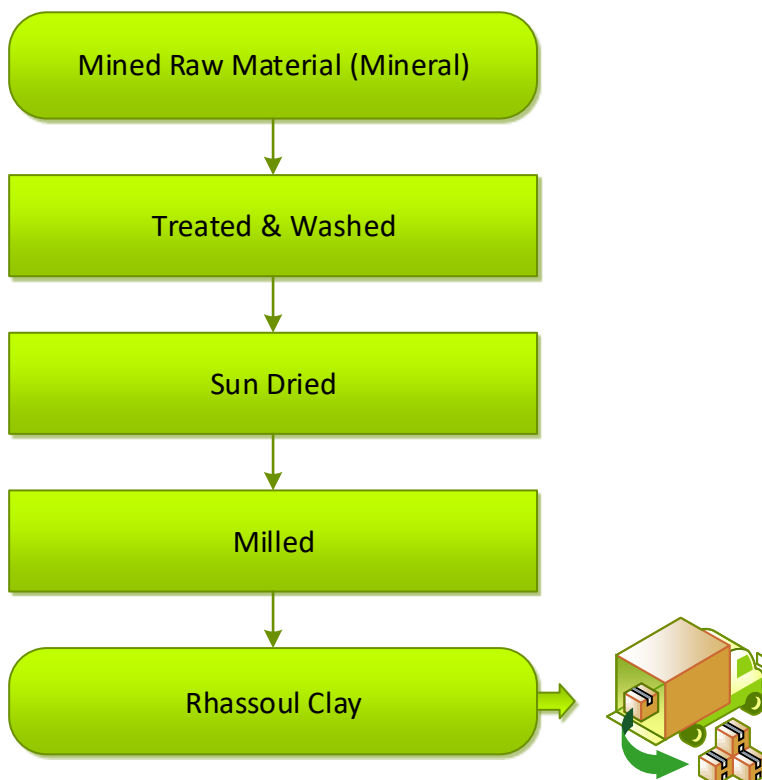 Mined Raw Material (Mineral)
Treated & Washed
Sun Dried
Milled
Rhassoul Clay